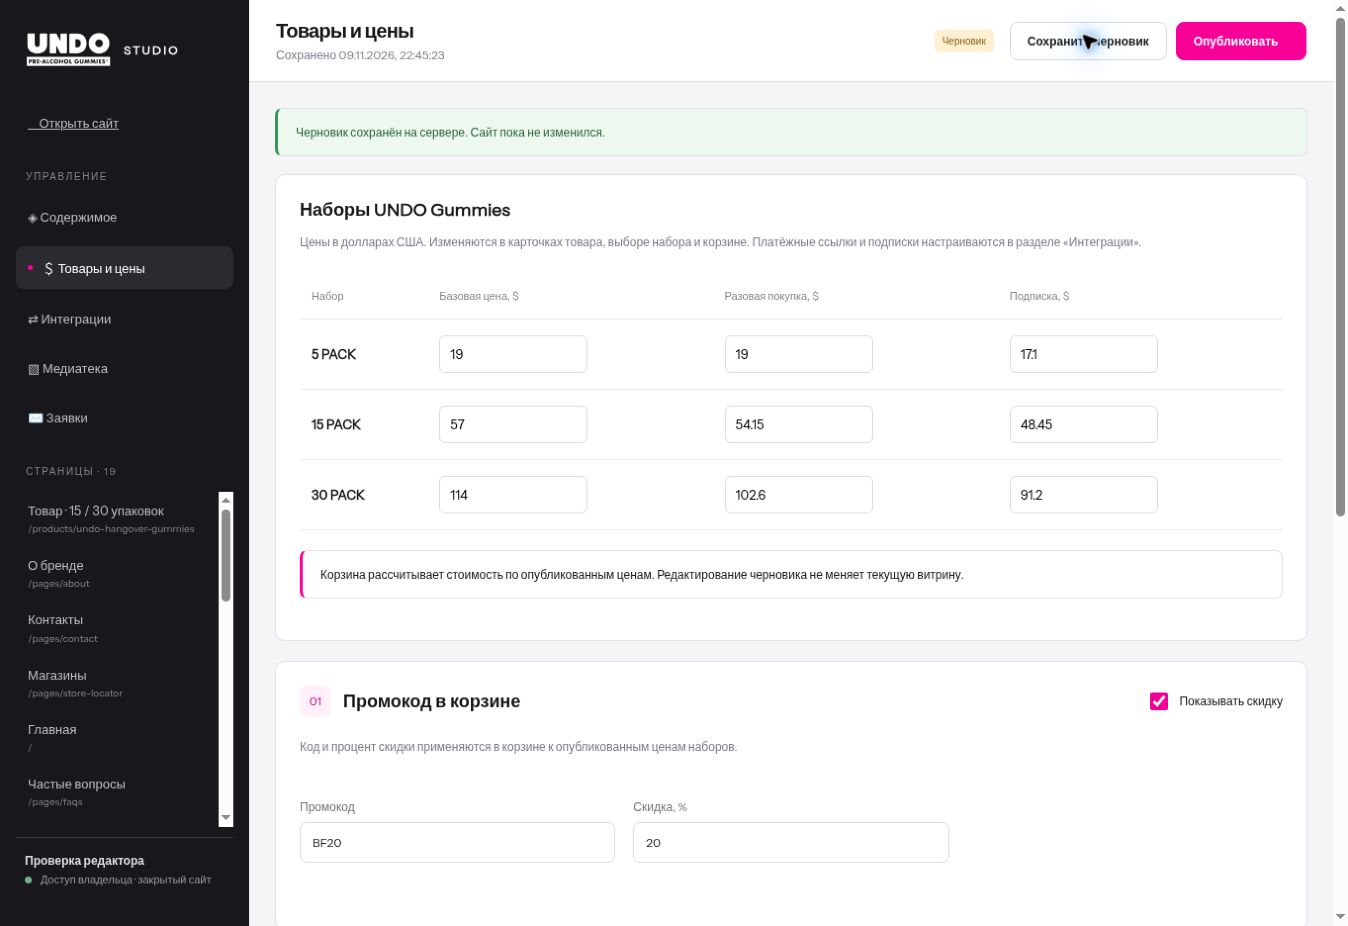 UNDO STUDIO
PRE-ALCOHOL GUMMIES
Открыть сайт
УПРАВЛЕНИЕ
Содержимое
$ Товары и цены
Интеграции
Медиатека
Заявки
СТРАНИЦЫ · 19
Товар · 15 / 30 упаковок
/products/undo-hangover-gummies
О бренде
/pages/about
Контакты
/pages/contact
Магазины
/pages/store-locator
Главная
/
Частые вопросы
/pages/faqs
Проверка редактора
Доступ владельца · закрытый сайт
Товары и цены
Сохранено 09.11.2026, 22:45:23
Черновик
Сохранить черновик
Опубликовать
Черновик сохранён на сервере. Сайт пока не изменился.
Наборы UNDO Gummies
Цены в долларах США. Изменяются в карточках товара, выборе набора и корзине. Платёжные ссылки и подписки настраиваются в разделе «Интеграции».
Набор Базовая цена, $ Разовая покупка, $ Подписка, $
5 PACK 19 19 17.1
15 PACK 57 54.15 48.45
30 PACK 114 102.6 91.2
Корзина рассчитывает стоимость по опубликованным ценам. Редактирование черновика не меняет текущую витрину.
01 Промокод в корзине
Показывать скидку
Код и процент скидки применяются в корзине к опубликованным ценам наборов.
Промокод Скидка, %
BF20 20